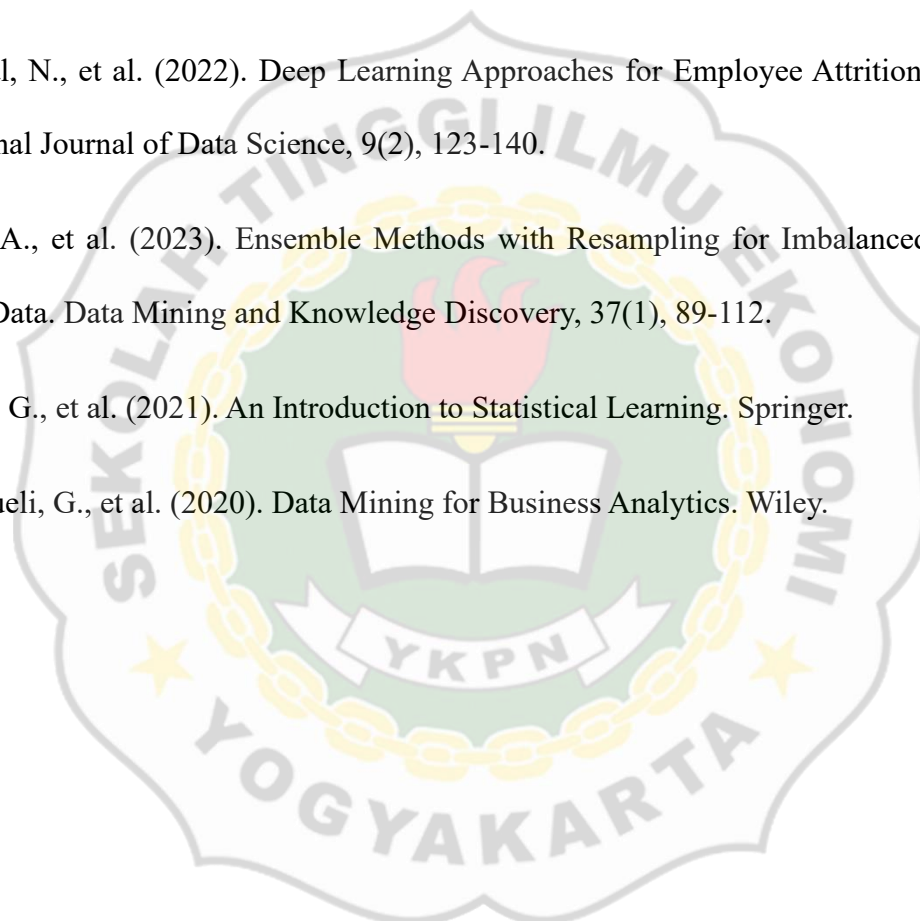 l, N., et al. (2022). Deep Learning Approaches for Employee Attrition
nal Journal of Data Science, 9(2), 123-140.
A., et al. (2023). Ensemble Methods with Resampling for Imbalanced
Data. Data Mining and Knowledge Discovery, 37(1), 89-112.
G., et al. (2021). An Introduction to Statistical Learning. Springer.
ueli, G., et al. (2020). Data Mining for Business Analytics. Wiley.
SEKOLAH TINGGI ILMU EKONOMI
YKPN
YOGYAKARTA